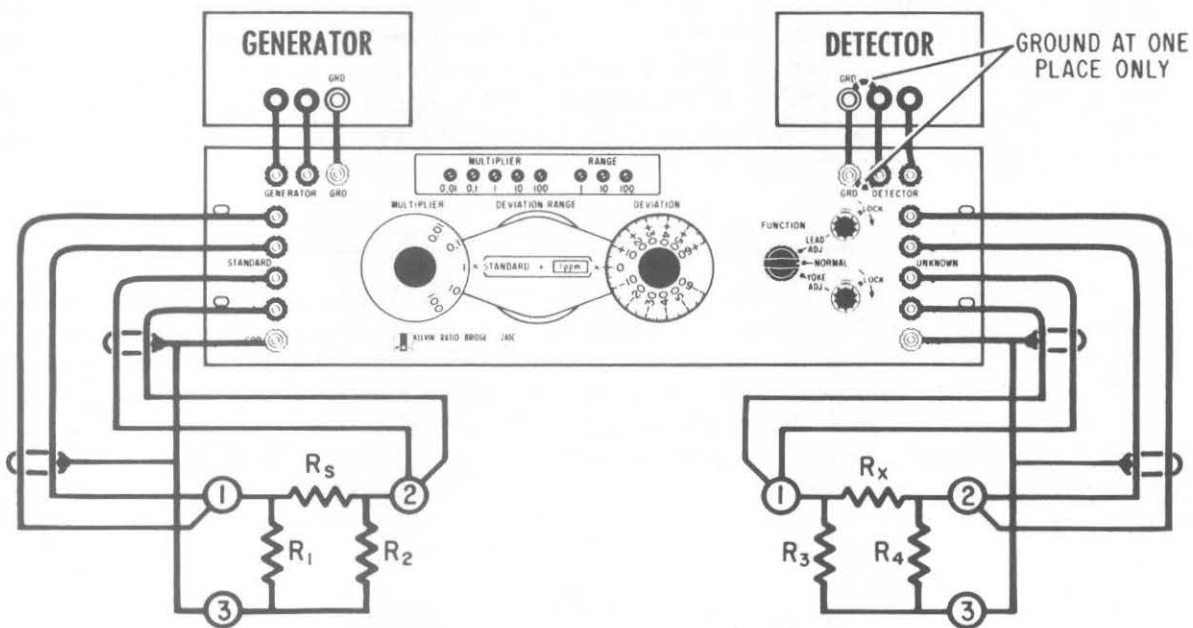 GENERATOR
GRD
DETECTOR
GRD
GROUND AT ONE
PLACE ONLY
MULTIPLIER
0.01 0.1 1 10 100
RANGE
1 10 100
GENERATOR GRD
GRD DETECTOR
MULTIPLIER
DEVIATION RANGE
DEVIATION
0.01
0.1
1
10
100
× STANDARD + 1ppm ×
FUNCTION
LEAD
ADJ
NORMAL
YOKE
ADJ
LOCK
LOCK
STANDARD
UNKNOWN
KELVIN RATIO BRIDGE
1
RS
2
R1
R2
3
1
RX
2
R3
R4
3